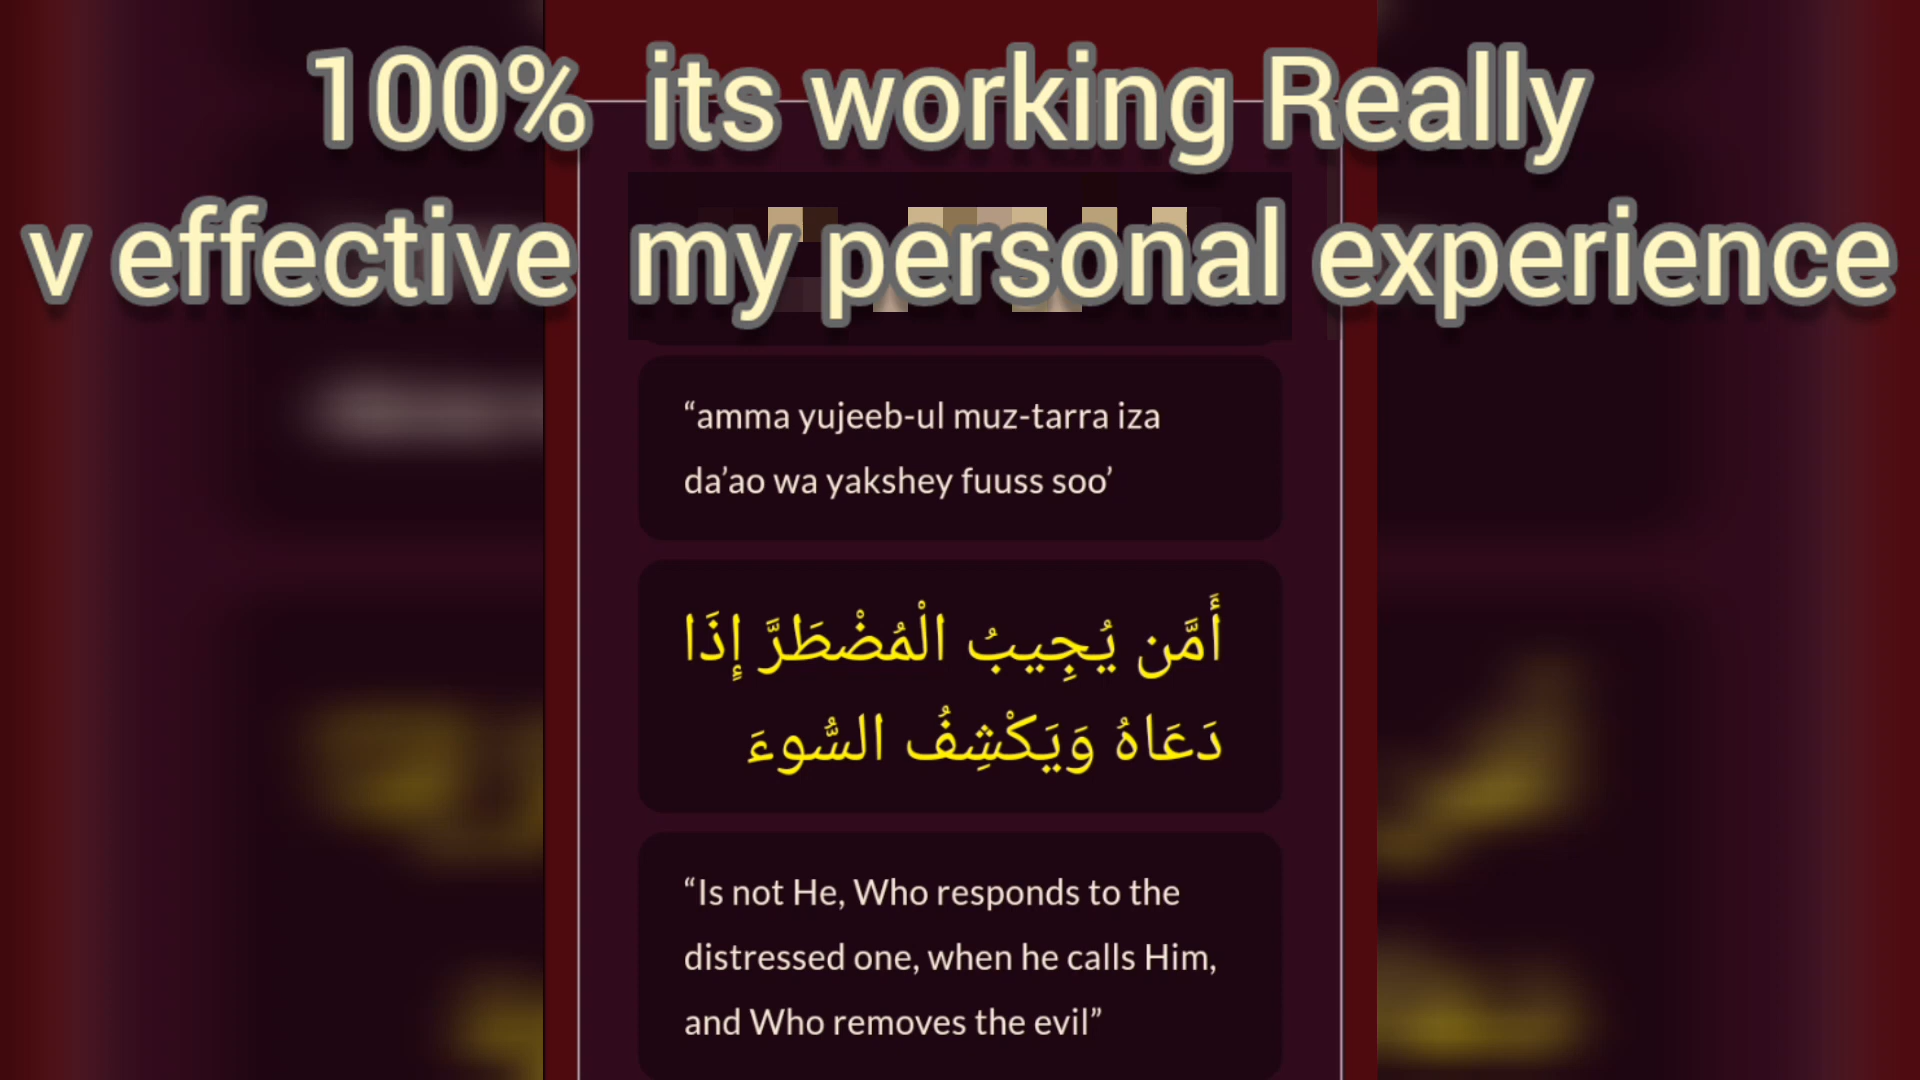 100% its working Really
v effective my personal experience
“amma yujeeb-ul muz-tarra iza
da’ao wa yakshey fuuss soo’
أَمَّن يُجِيبُ الْمُضْطَرَّ إِذَا
دَعَاهُ وَيَكْشِفُ السُّوءَ
“Is not He, Who responds to the
distressed one, when he calls Him,
and Who removes the evil”